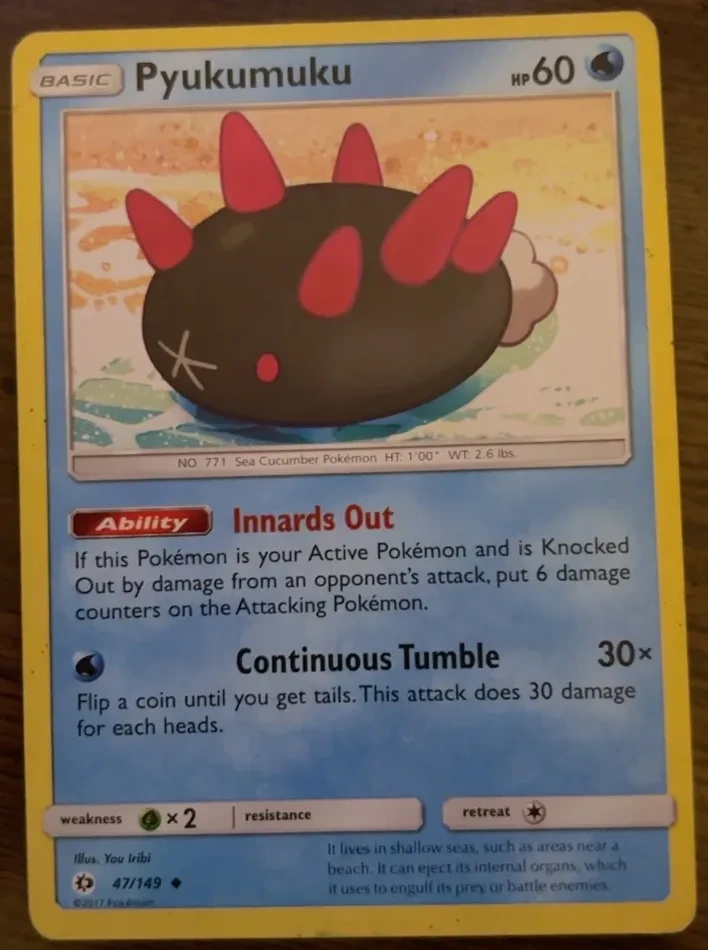 BASIC Pyukumuku HP 60
NO. 771 Sea Cucumber Pokémon HT: 1'00" WT: 2.6 lbs.
Ability Innards Out
If this Pokémon is your Active Pokémon and is Knocked
Out by damage from an opponent's attack, put 6 damage
counters on the Attacking Pokémon.
Continuous Tumble 30×
Flip a coin until you get tails. This attack does 30 damage
for each heads.
weakness ×2 resistance retreat
It lives in shallow seas, such as areas near a
beach. It can eject its internal organs, which
it uses to engulf its prey or battle enemies.
Illus. You Iribi
47/149
©2017 Pokémon